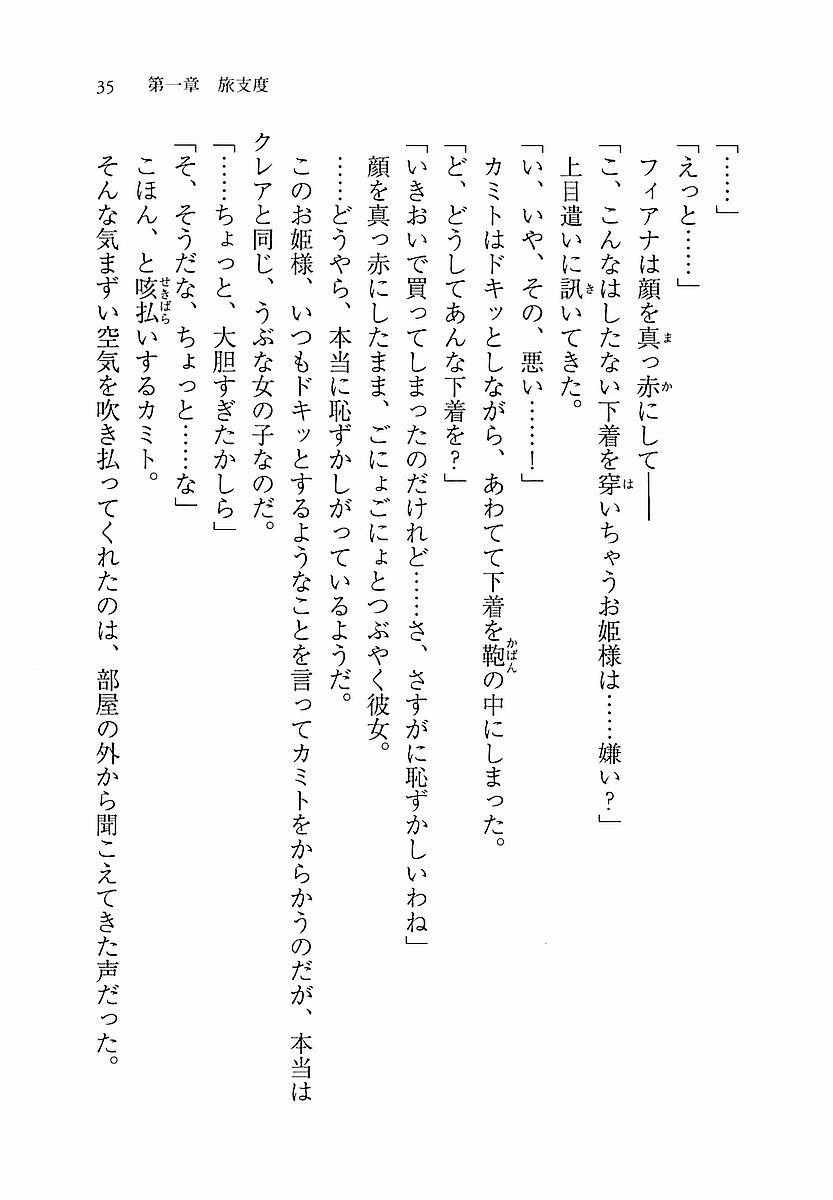 35　第一章　旅支度
「……」
「えっと……」
フィアナは顔を真っ赤にして――
「こ、こんなはしたない下着を穿いちゃうお姫様は……嫌い？」
上目遣いに訊いてきた。
「い、いや、その、悪い……！」
カミトはドキッとしながら、あわてて下着を鞄の中にしまった。
「ど、どうしてあんな下着を？」
「いきおいで買ってしまったのだけれど……さ、さすがに恥ずかしいわね」
顔を真っ赤にしたまま、ごにょごにょとつぶやく彼女。
……どうやら、本当に恥ずかしがっているようだ。
このお姫様、いつもドキッとするようなことを言ってカミトをからかうのだが、本当は
クレアと同じ、うぶな女の子なのだ。
「……ちょっと、大胆すぎたかしら」
「そ、そうだな、ちょっと……な」
こほん、と咳払いするカミト。
そんな気まずい空気を吹き払ってくれたのは、部屋の外から聞こえてきた声だった。